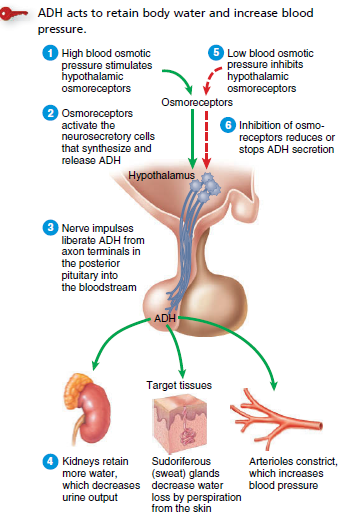 ADH acts to retain body water and increase blood
pressure.
1 High blood osmotic
pressure stimulates
hypothalamic
osmoreceptors
5 Low blood osmotic
pressure inhibits
hypothalamic
osmoreceptors
Osmoreceptors
2 Osmoreceptors
activate the
neurosecretory cells
that synthesize and
release ADH
6 Inhibition of osmo-
receptors reduces or
stops ADH secretion
Hypothalamus
3 Nerve impulses
liberate ADH from
axon terminals in
the posterior
pituitary into
the bloodstream
ADH
Target tissues
4 Kidneys retain
more water,
which decreases
urine output
Sudoriferous
(sweat) glands
decrease water
loss by perspiration
from the skin
Arterioles constrict,
which increases
blood pressure